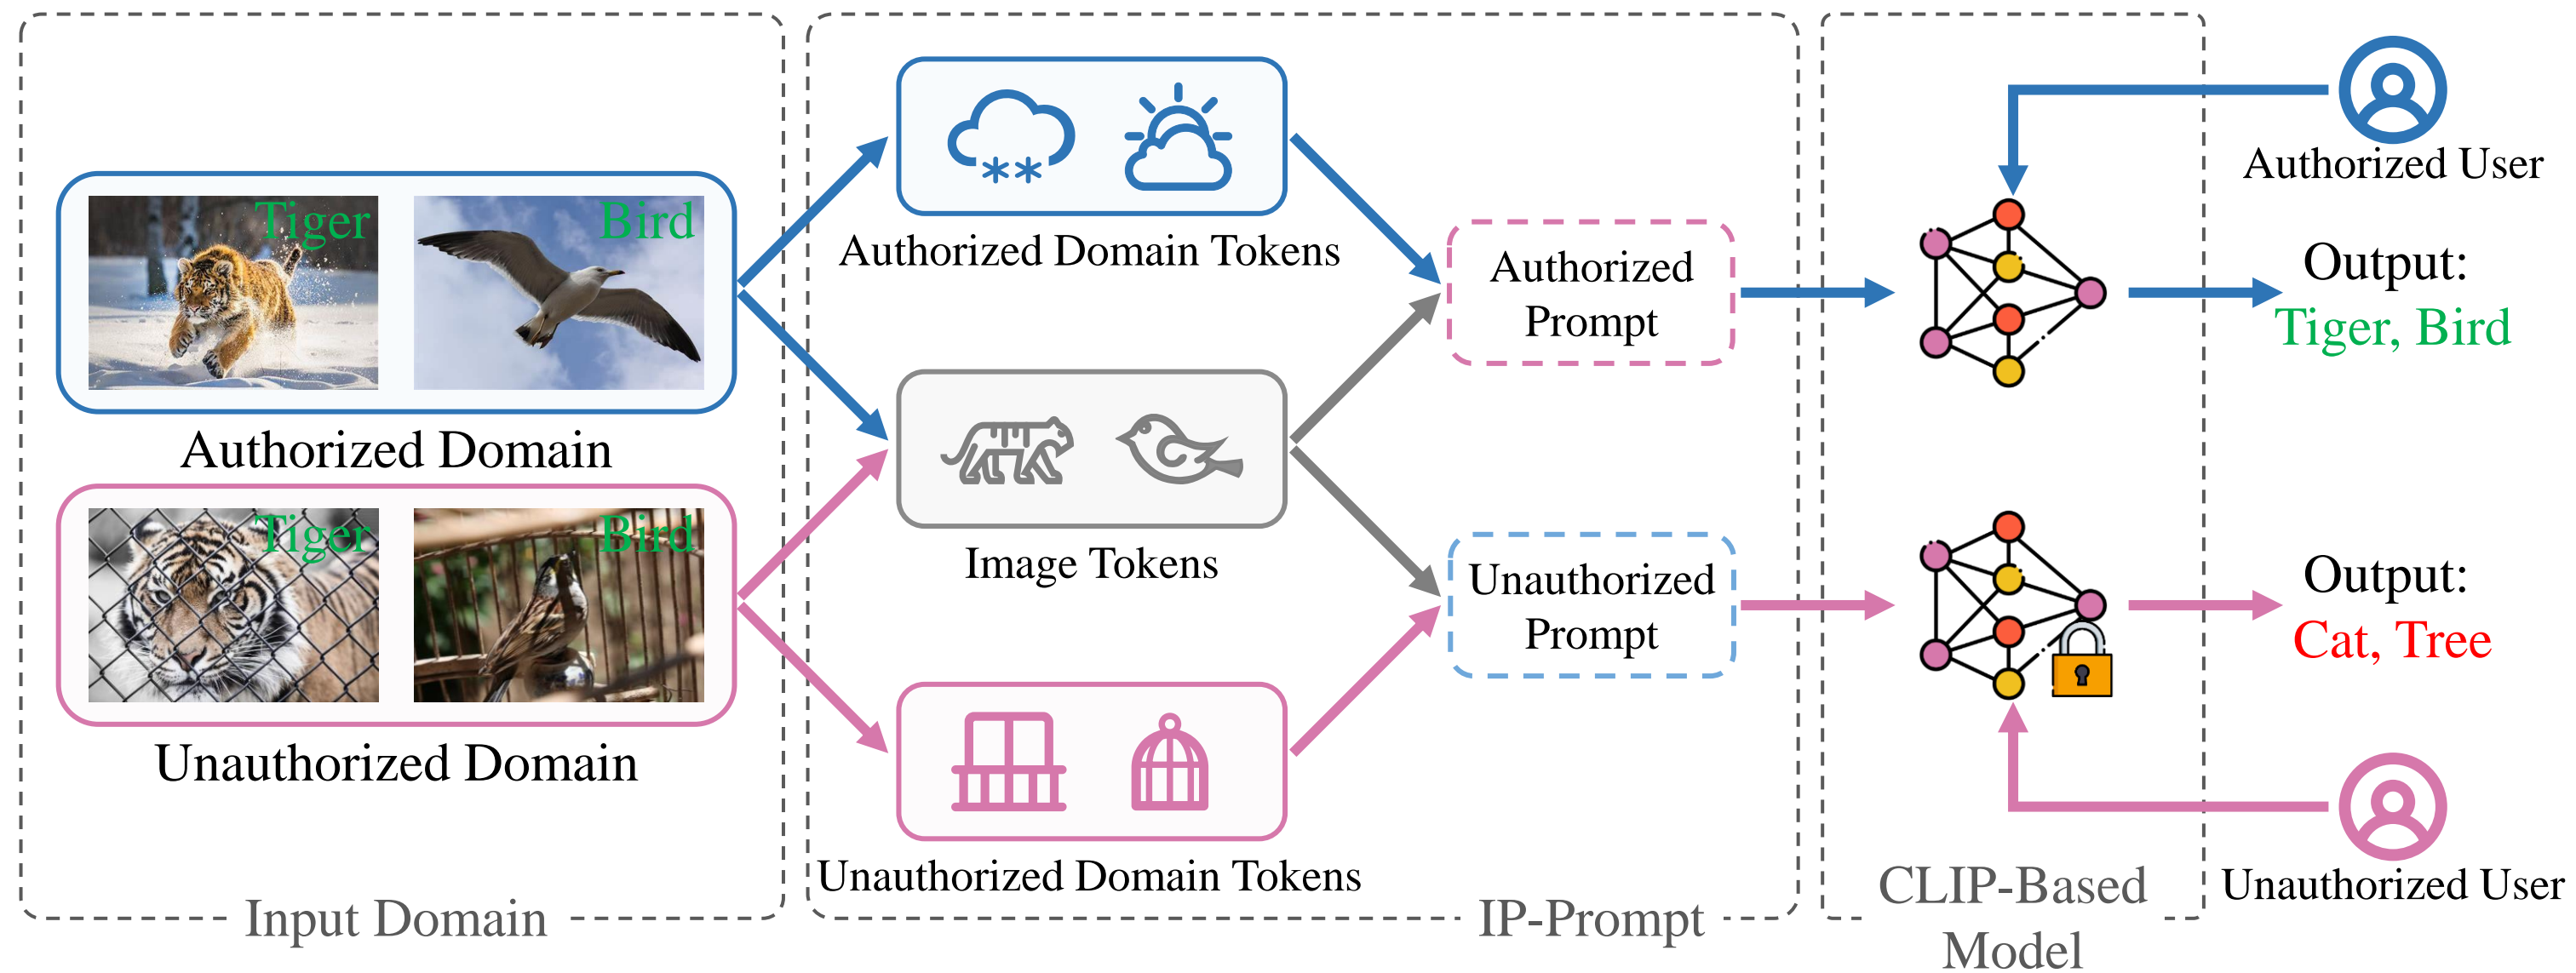 Tiger
Bird
Authorized Domain
Tiger
Bird
Unauthorized Domain
Input Domain
Authorized Domain Tokens
Image Tokens
Unauthorized Domain Tokens
Authorized
Prompt
Unauthorized
Prompt
IP-Prompt
Authorized User
Output:
Tiger, Bird
Output:
Cat, Tree
Unauthorized User
CLIP-Based
Model